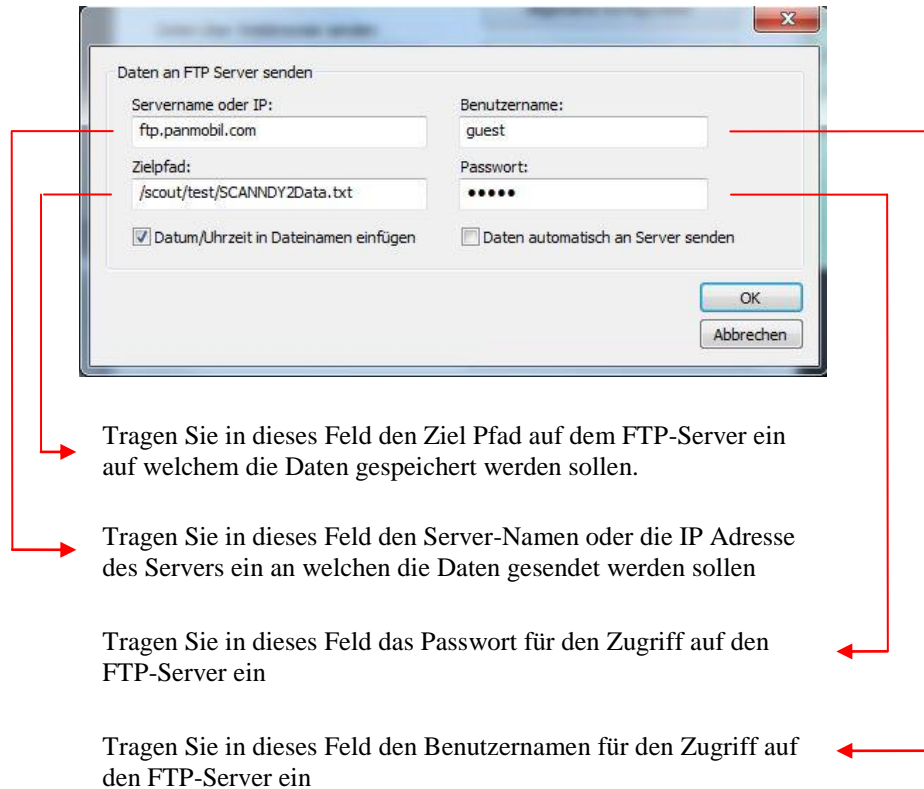 Daten an FTP Server senden
Servername oder IP:
Benutzername:
ftp.panmobil.com
guest
Zielpfad:
Passwort:
/scout/test/SCANNDY2Data.txt
•••••
Datum/Uhrzeit in Dateinamen einfügen
Daten automatisch an Server senden
OK
Abbrechen
Tragen Sie in dieses Feld den Ziel Pfad auf dem FTP-Server ein
auf welchem die Daten gespeichert werden sollen.
Tragen Sie in dieses Feld den Server-Namen oder die IP Adresse
des Servers ein an welchen die Daten gesendet werden sollen
Tragen Sie in dieses Feld das Passwort für den Zugriff auf den
FTP-Server ein
Tragen Sie in dieses Feld den Benutzernamen für den Zugriff auf
den FTP-Server ein